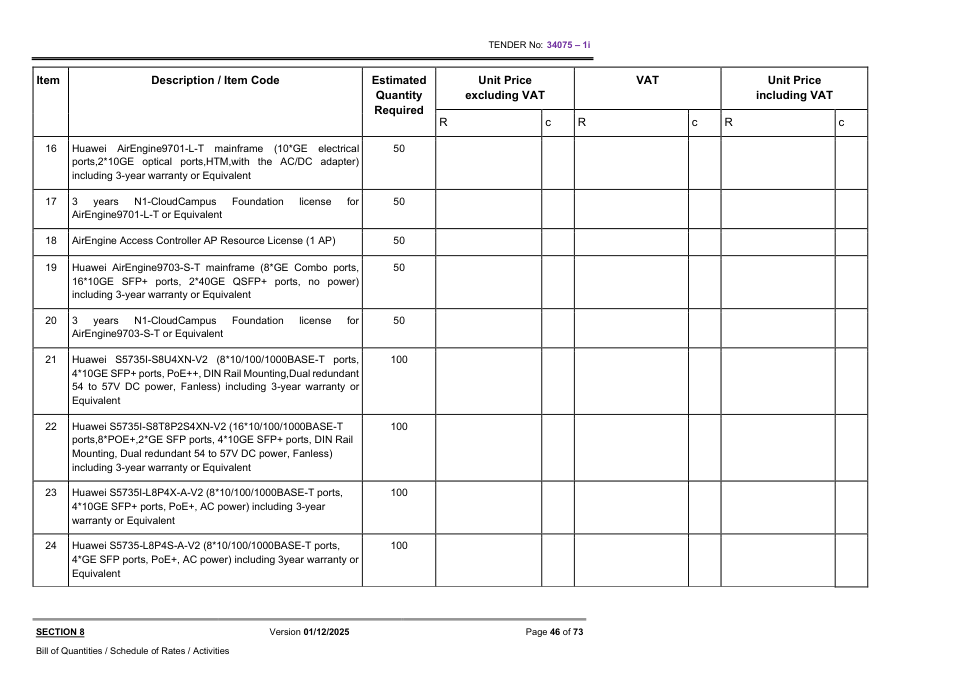 TENDER No: 34075 – 1i
Item Description / Item Code Estimated Quantity Required Unit Price excluding VAT VAT Unit Price including VAT
R c R c R c
16 Huawei AirEngine9701-L-T mainframe (10*GE electrical 50
ports,2*10GE optical ports,HTM,with the AC/DC adapter)
including 3-year warranty or Equivalent
17 3 years N1-CloudCampus Foundation license for 50
AirEngine9701-L-T or Equivalent
18 AirEngine Access Controller AP Resource License (1 AP) 50
19 Huawei AirEngine9703-S-T mainframe (8*GE Combo ports, 50
16*10GE SFP+ ports, 2*40GE QSFP+ ports, no power)
including 3-year warranty or Equivalent
20 3 years N1-CloudCampus Foundation license for 50
AirEngine9703-S-T or Equivalent
21 Huawei S5735I-S8U4XN-V2 (8*10/100/1000BASE-T ports, 100
4*10GE SFP+ ports, PoE++, DIN Rail Mounting,Dual redundant
54 to 57V DC power, Fanless) including 3-year warranty or
Equivalent
22 Huawei S5735I-S8T8P2S4XN-V2 (16*10/100/1000BASE-T 100
ports,8*POE+,2*GE SFP ports, 4*10GE SFP+ ports, DIN Rail
Mounting, Dual redundant 54 to 57V DC power, Fanless)
including 3-year warranty or Equivalent
23 Huawei S5735I-L8P4X-A-V2 (8*10/100/1000BASE-T ports, 100
4*10GE SFP+ ports, PoE+, AC power) including 3-year
warranty or Equivalent
24 Huawei S5735-L8P4S-A-V2 (8*10/100/1000BASE-T ports, 100
4*GE SFP ports, PoE+, AC power) including 3year warranty or
Equivalent
SECTION 8 Version 01/12/2025 Page 46 of 73
Bill of Quantities / Schedule of Rates / Activities